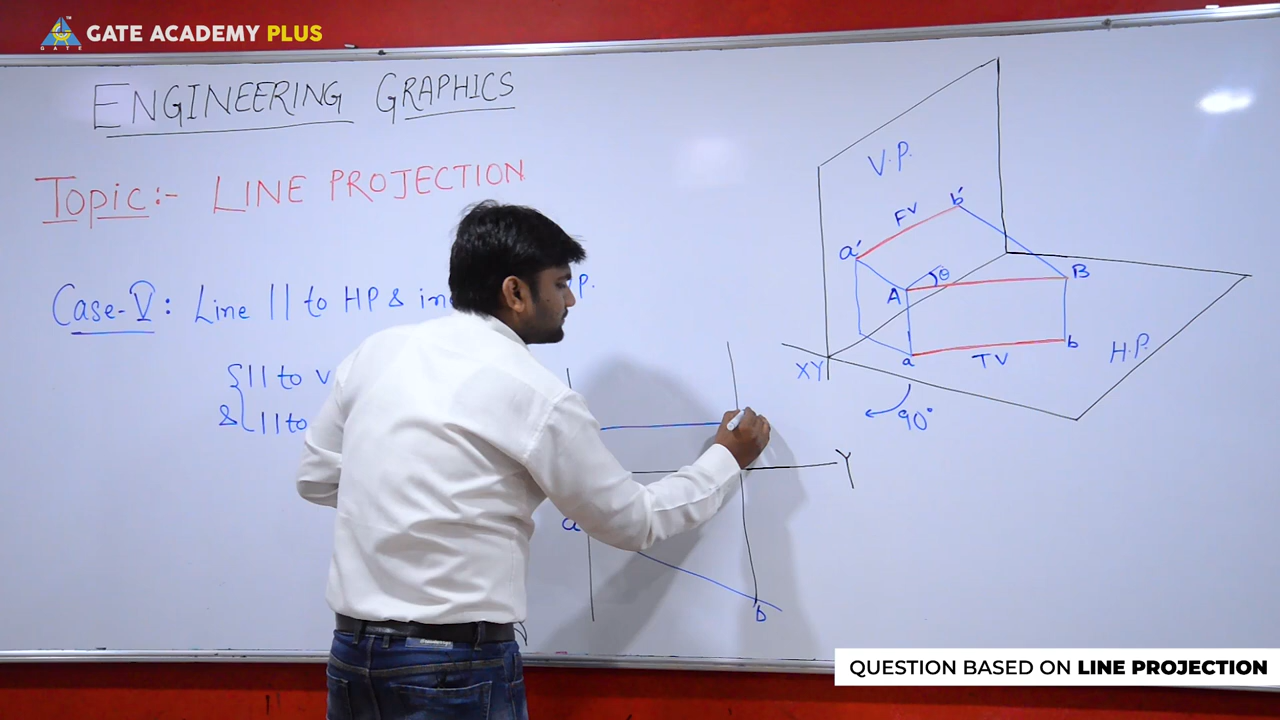 GATE ACADEMY PLUS
GATE
ENGINEERING GRAPHICS
Topic:- LINE PROJECTION
Case-V: Line || to HP & in P.
{ || to V
& || to
V.P.
FV
b'
a'
θ
A
B
a
TV
b
H.P.
XY
90°
Y
a
b
QUESTION BASED ON LINE PROJECTION